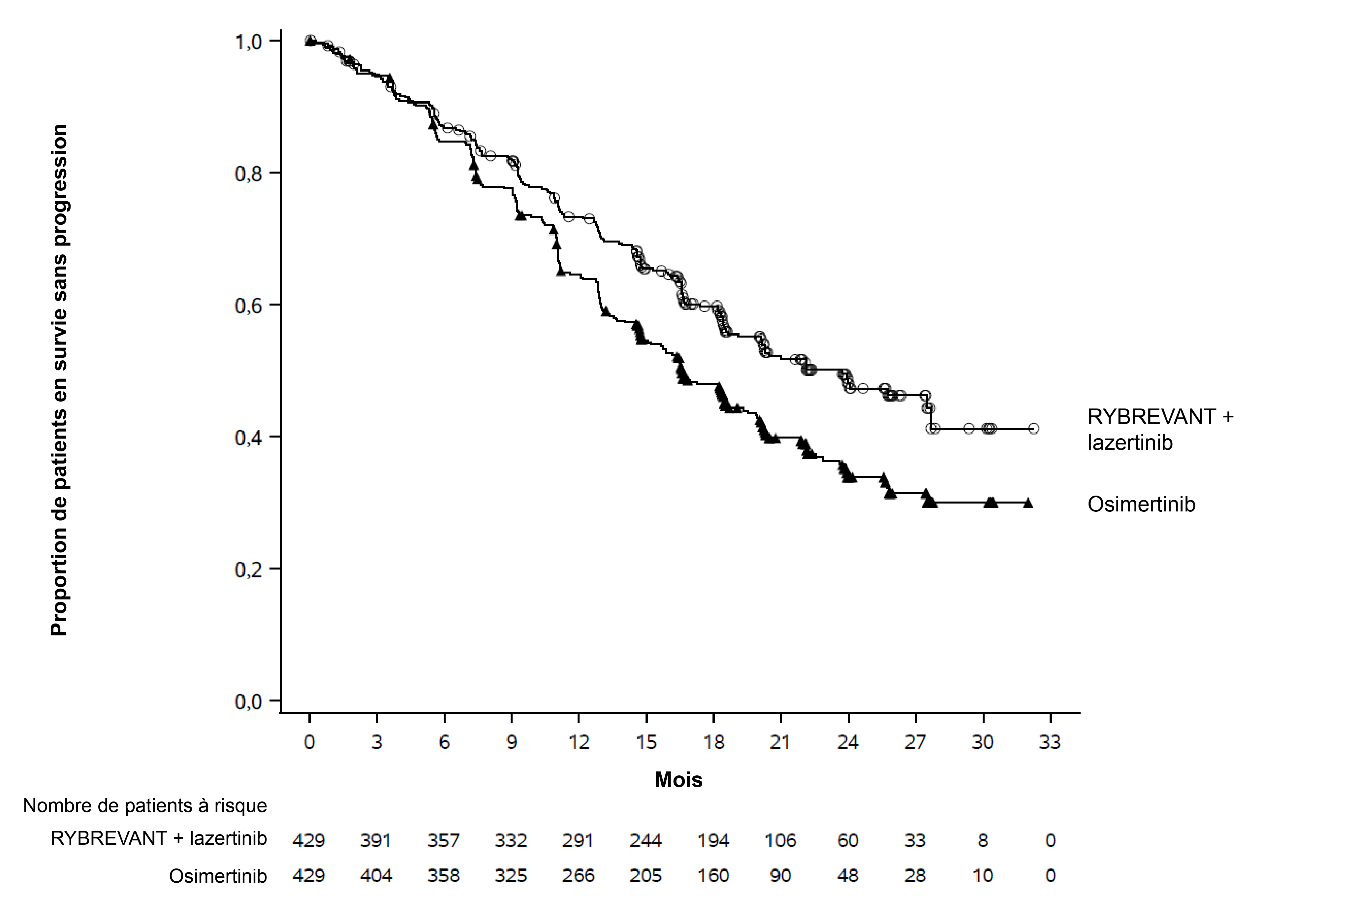 Proportion de patients en survie sans progression
1,0
0,8
0,6
0,4
0,2
0,0
RYBREVANT +
lazertinib
Osimertinib
0 3 6 9 12 15 18 21 24 27 30 33
Mois
Nombre de patients à risque
RYBREVANT + lazertinib 429 391 357 332 291 244 194 106 60 33 8 0
Osimertinib 429 404 358 325 266 205 160 90 48 28 10 0